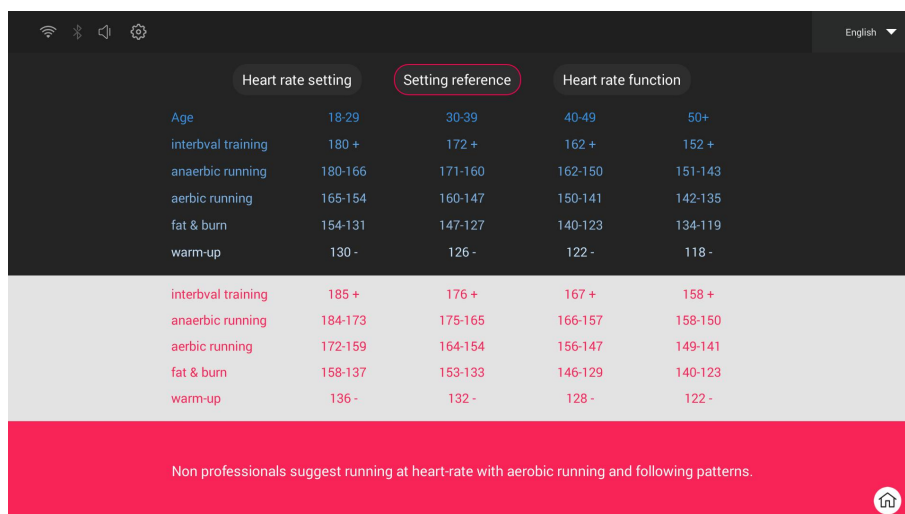 English
Heart rate setting Setting reference Heart rate function
Age 18-29 30-39 40-49 50+
interbval training 180 + 172 + 162 + 152 +
anaerbic running 180-166 171-160 162-150 151-143
aerbic running 165-154 160-147 150-141 142-135
fat & burn 154-131 147-127 140-123 134-119
warm-up 130 - 126 - 122 - 118 -
interbval training 185 + 176 + 167 + 158 +
anaerbic running 184-173 175-165 166-157 158-150
aerbic running 172-159 164-154 156-147 149-141
fat & burn 158-137 153-133 146-129 140-123
warm-up 136 - 132 - 128 - 122 -
Non professionals suggest running at heart-rate with aerobic running and following patterns.